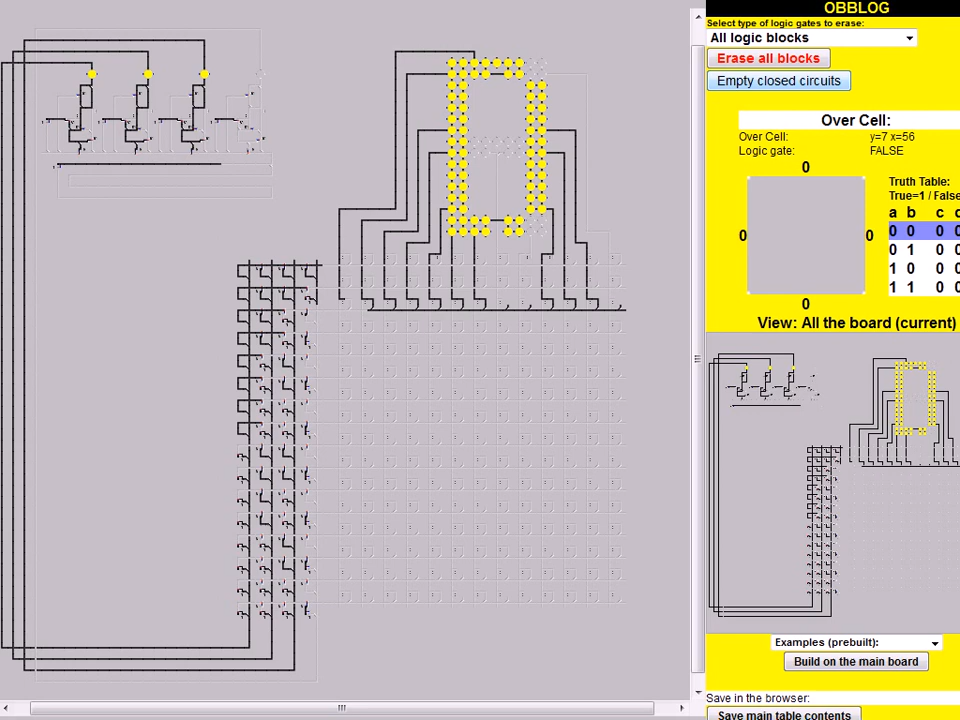 OBBLOG
Select type of logic gates to erase:
All logic blocks
Erase all blocks
Empty closed circuits
Over Cell:
Over Cell: y=7 x=56
Logic gate: FALSE
0
Truth Table:
True=1 / False
a b c
0 0
0 0 0
0 1 0
1 0 0
1 1 0
0
View: All the board (current)
Examples (prebuilt):
Build on the main board
Save in the browser:
Save main table contents